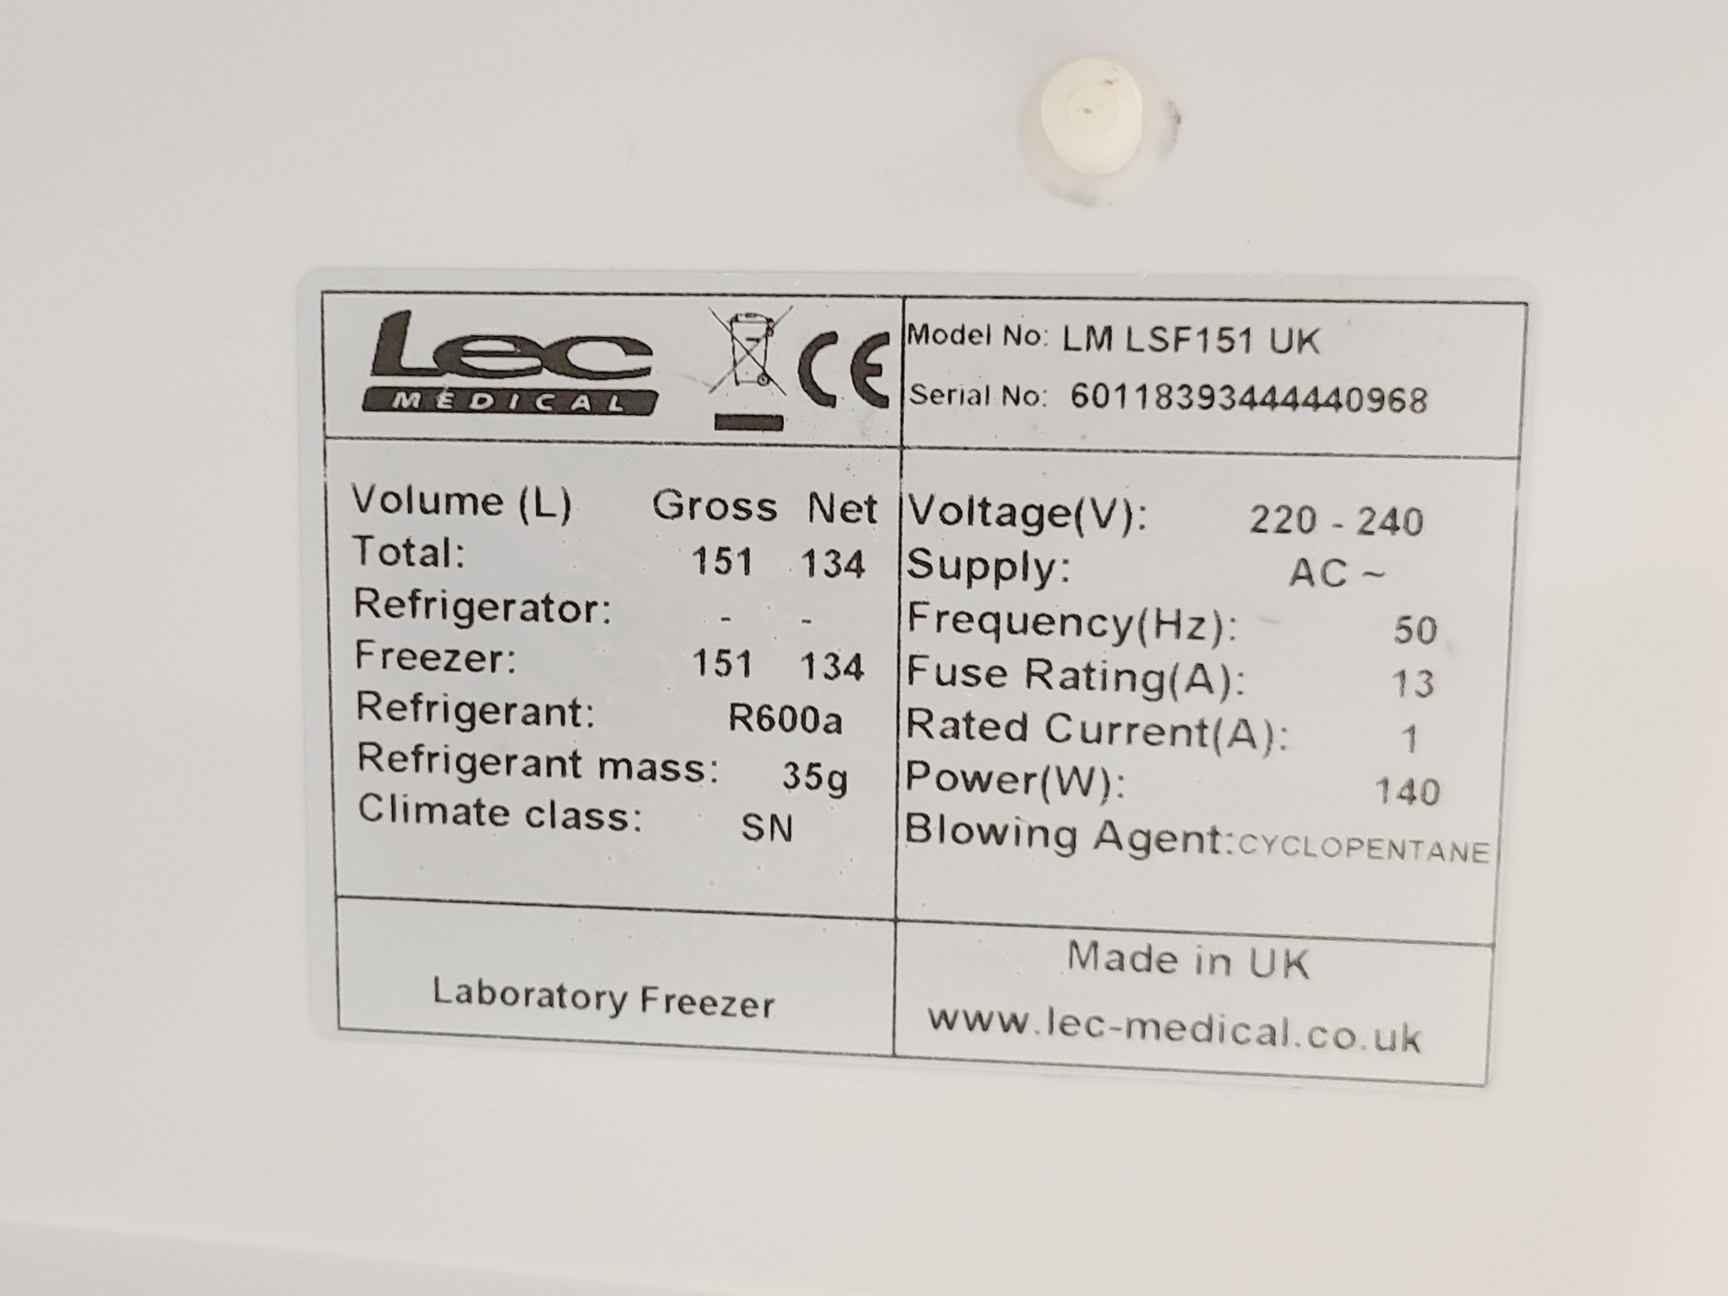 Lec
MEDICAL
CE
Model No: LM LSF151 UK
Serial No: 60118393444440968
Volume (L) Gross Net
Total: 151 134
Refrigerator: - -
Freezer: 151 134
Refrigerant: R600a
Refrigerant mass: 35g
Climate class: SN
Voltage(V): 220 - 240
Supply: AC ~
Frequency(Hz): 50
Fuse Rating(A): 13
Rated Current(A): 1
Power(W): 140
Blowing Agent:CYCLOPENTANE
Laboratory Freezer
Made in UK
www.lec-medical.co.uk